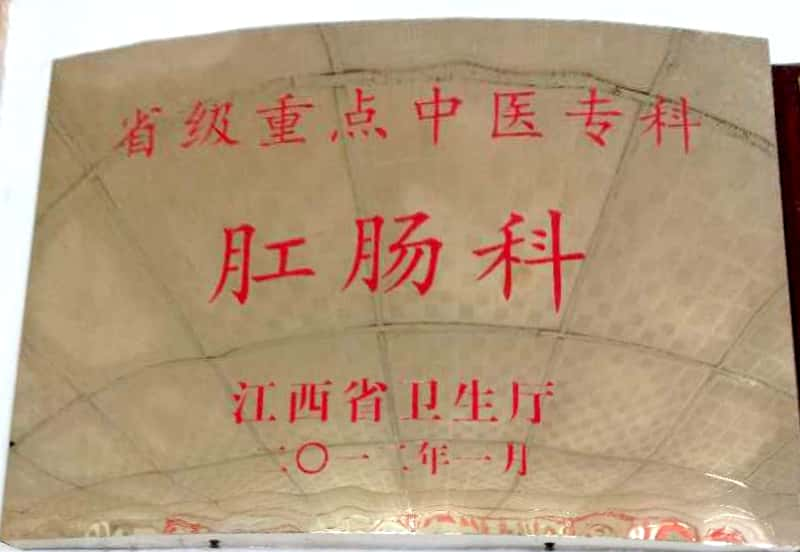 省级重点中医专科
肛肠科
江西省卫生厅
二〇一二年一月